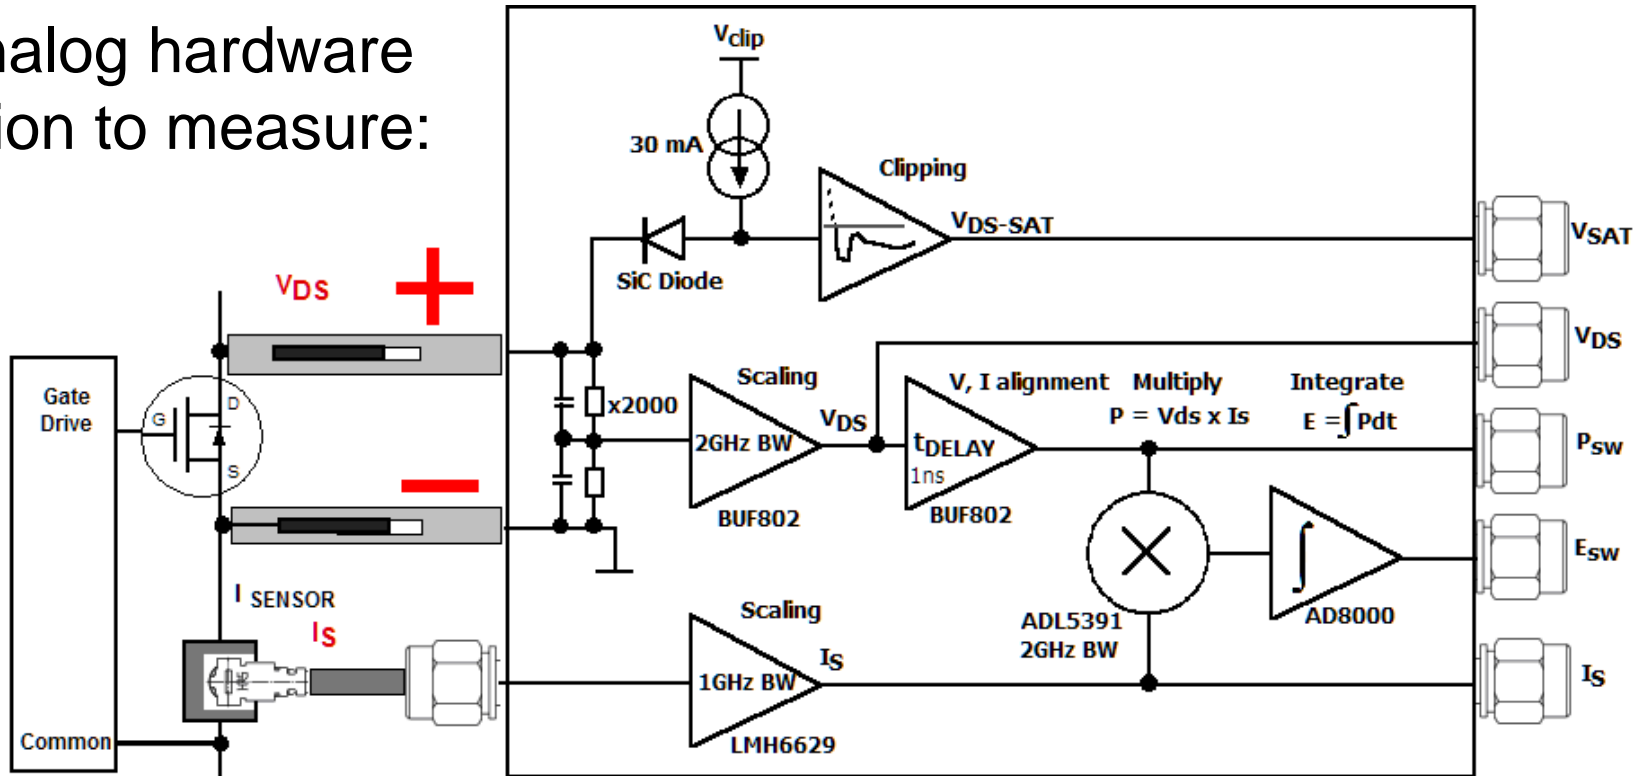 nalog hardware
ion to measure:
Vclip
30 mA
Clipping
VDS-SAT
SiC Diode
VSAT
VDS
+
VDS
Gate
Drive
G
D
S
x2000
Scaling
2GHz BW
BUF802
VDS
V, I alignment
tDELAY
1ns
BUF802
Multiply
P = Vds x Is
Integrate
E =∫Pdt
PSW
−
ADL5391
2GHz BW
∫
AD8000
ESW
I SENSOR
IS
Scaling
1GHz BW
LMH6629
IS
IS
Common